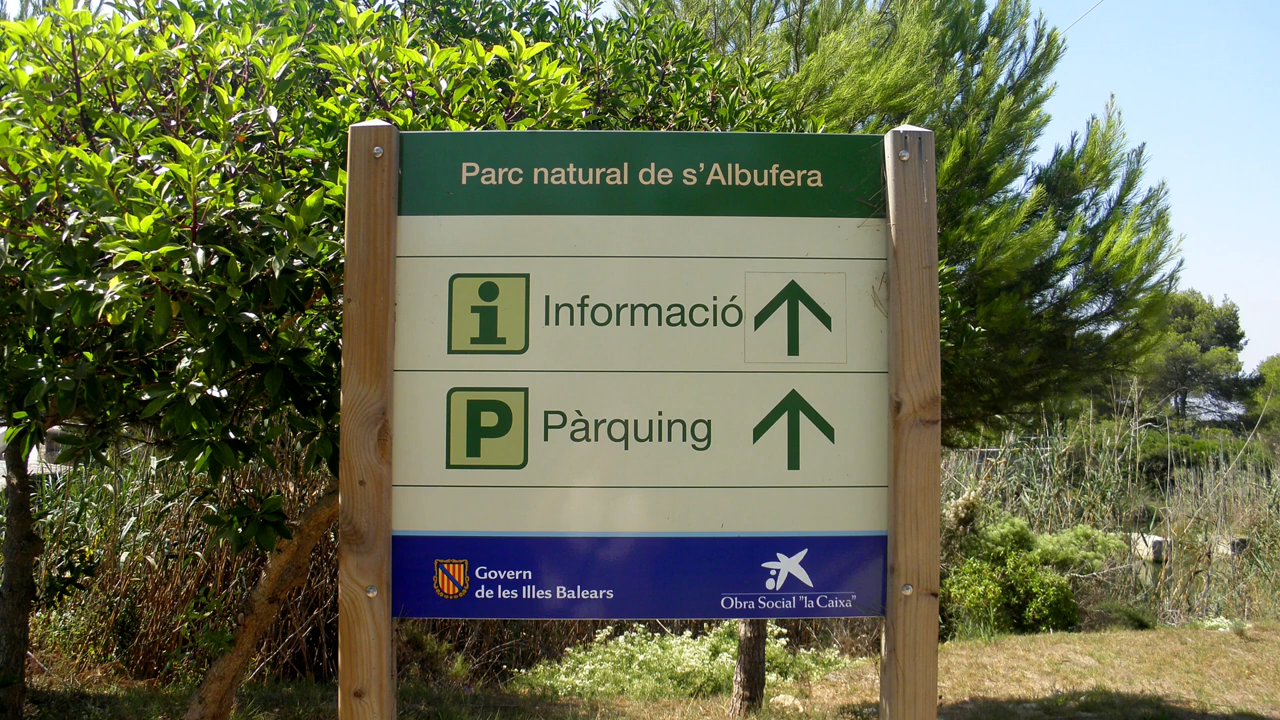 Parc natural de s'Albufera
i Informació
P Pàrquing
Govern
de les Illes Balears
Obra Social "la Caixa"